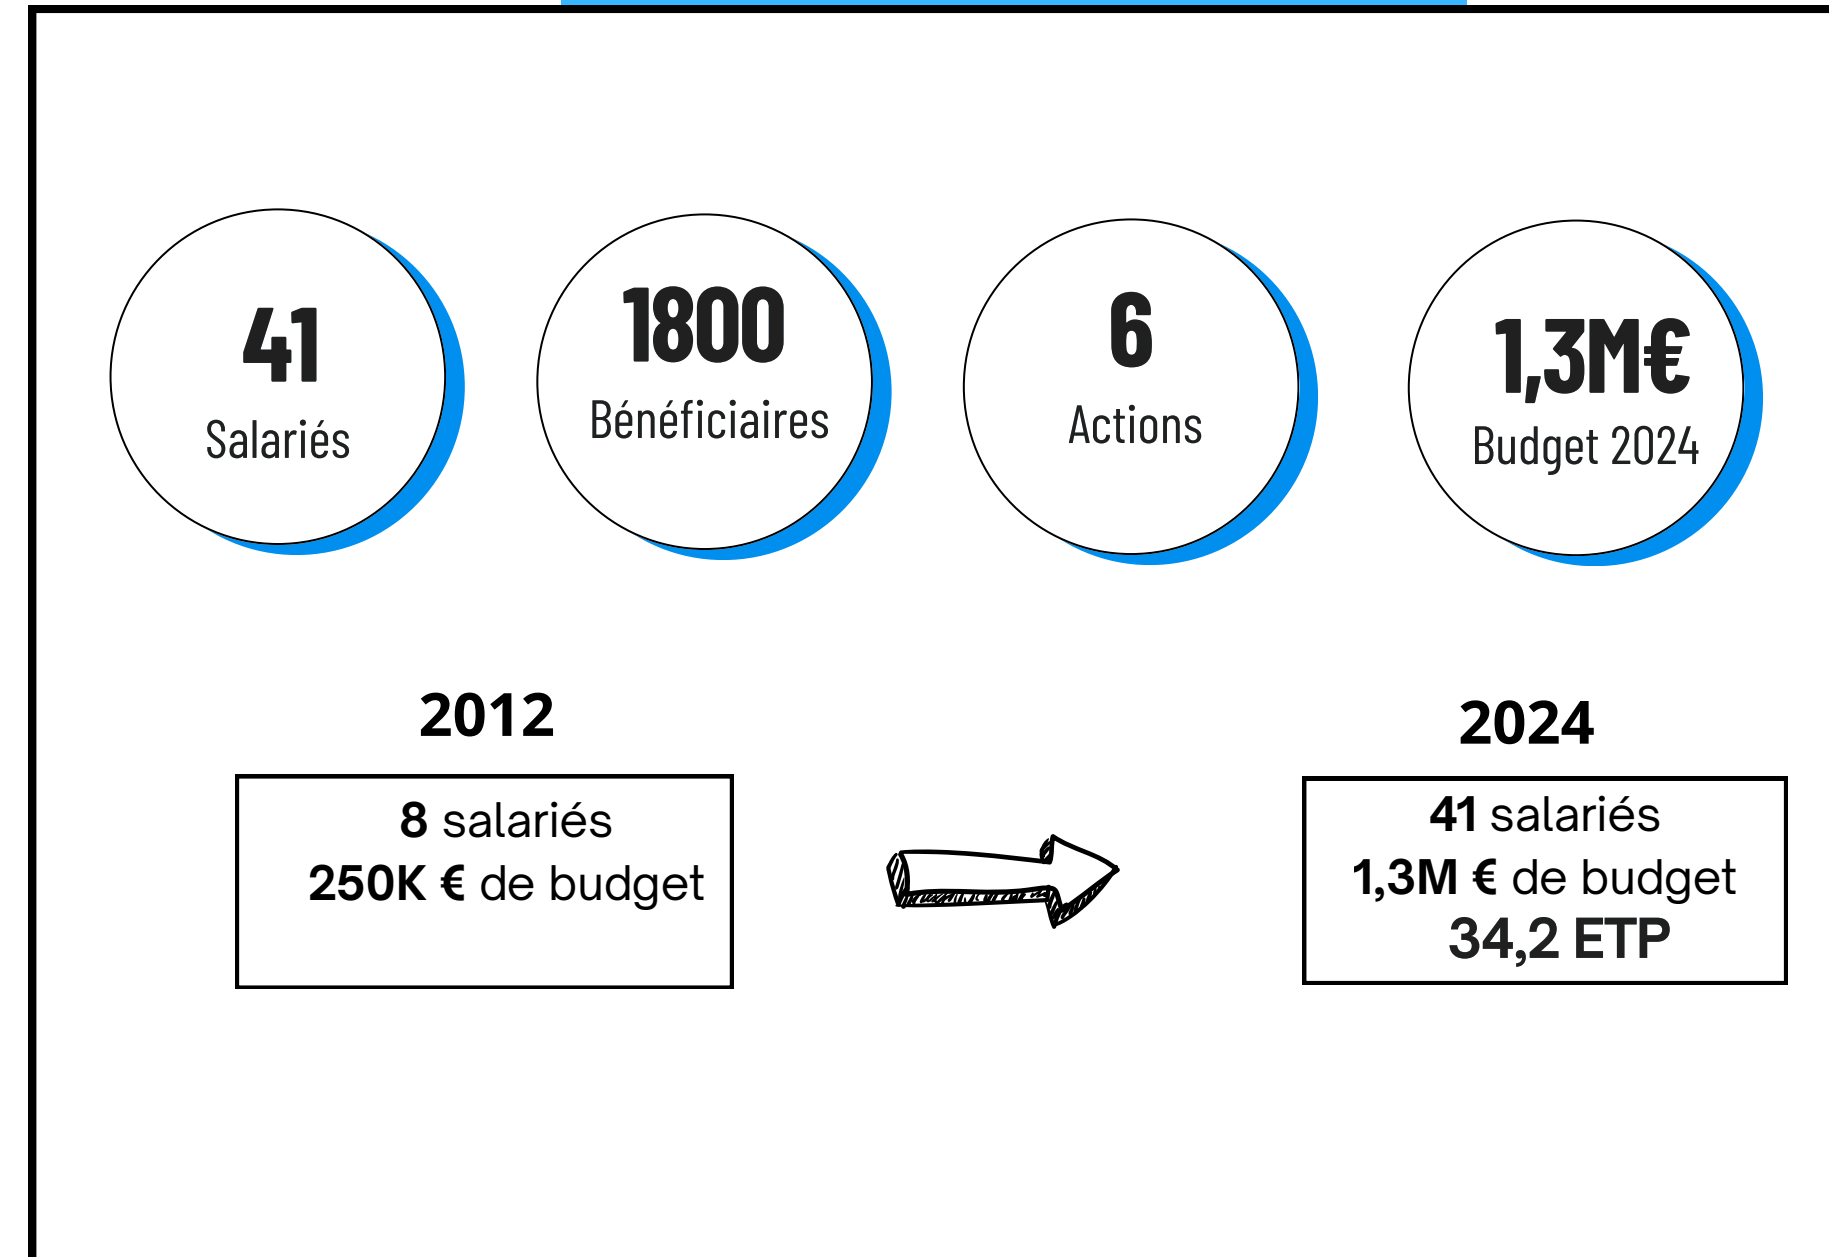 41
Salariés
1800
Bénéficiaires
6
Actions
1,3M€
Budget 2024
2012
8 salariés
250K € de budget
2024
41 salariés
1,3M € de budget
34,2 ETP